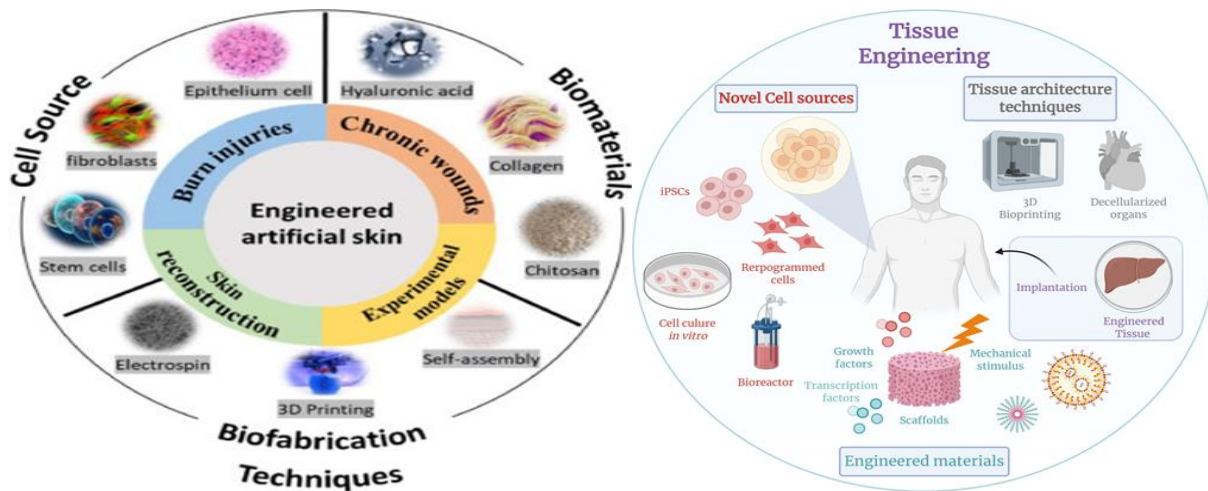 Cell Source
Epithelium cell
fibroblasts
Stem cells
Biomaterials
Hyaluronic acid
Collagen
Chitosan
Burn injuries
Chronic wounds
Engineered
artificial skin
Skin
reconstruction
Experimental
models
Electrospin
3D Printing
Self-assembly
Biofabrication
Techniques
Tissue
Engineering
Novel Cell sources
iPSCs
Rerpogrammed
cells
Cell culure
in vitro
Bioreactor
Tissue architecture
techniques
3D
Bioprinting
Decellularized
organs
Implantation
Engineered
Tissue
Growth
factors
Transcription
factors
Scaffolds
Mechanical
stimulus
Engineered materials